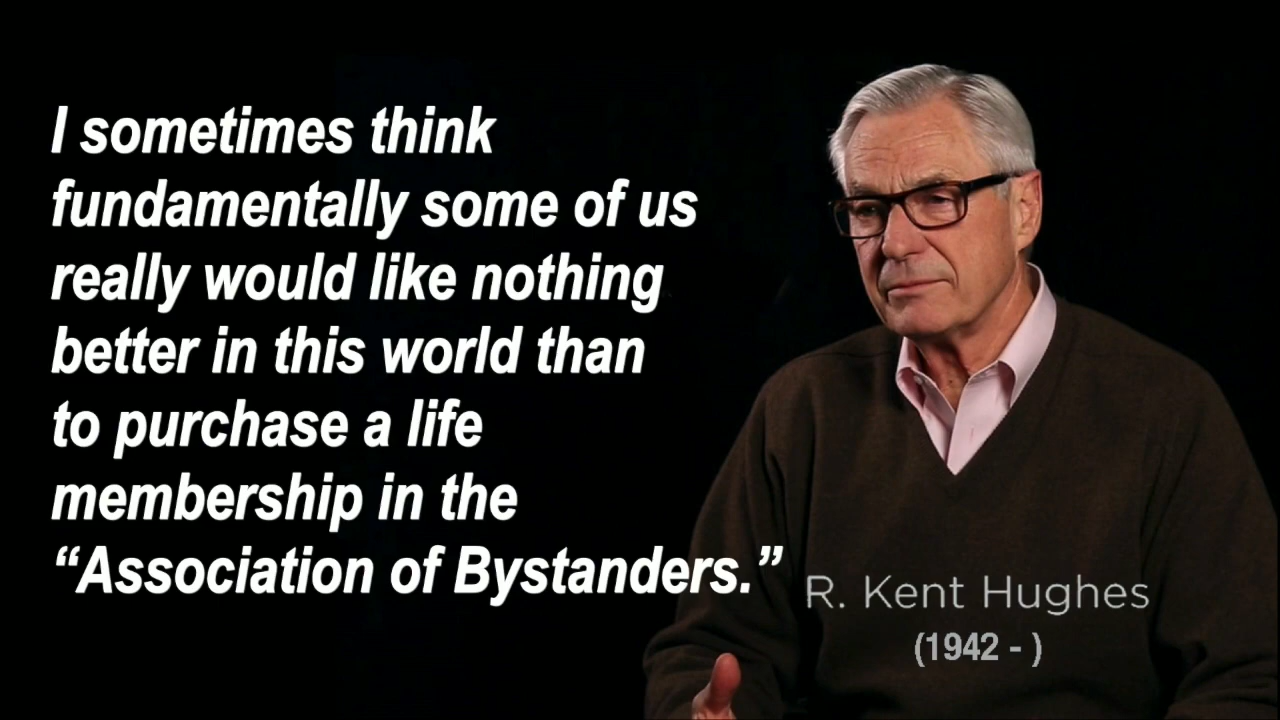 I sometimes think
fundamentally some of us
really would like nothing
better in this world than
to purchase a life
membership in the
“Association of Bystanders.”
R. Kent Hughes
(1942 - )